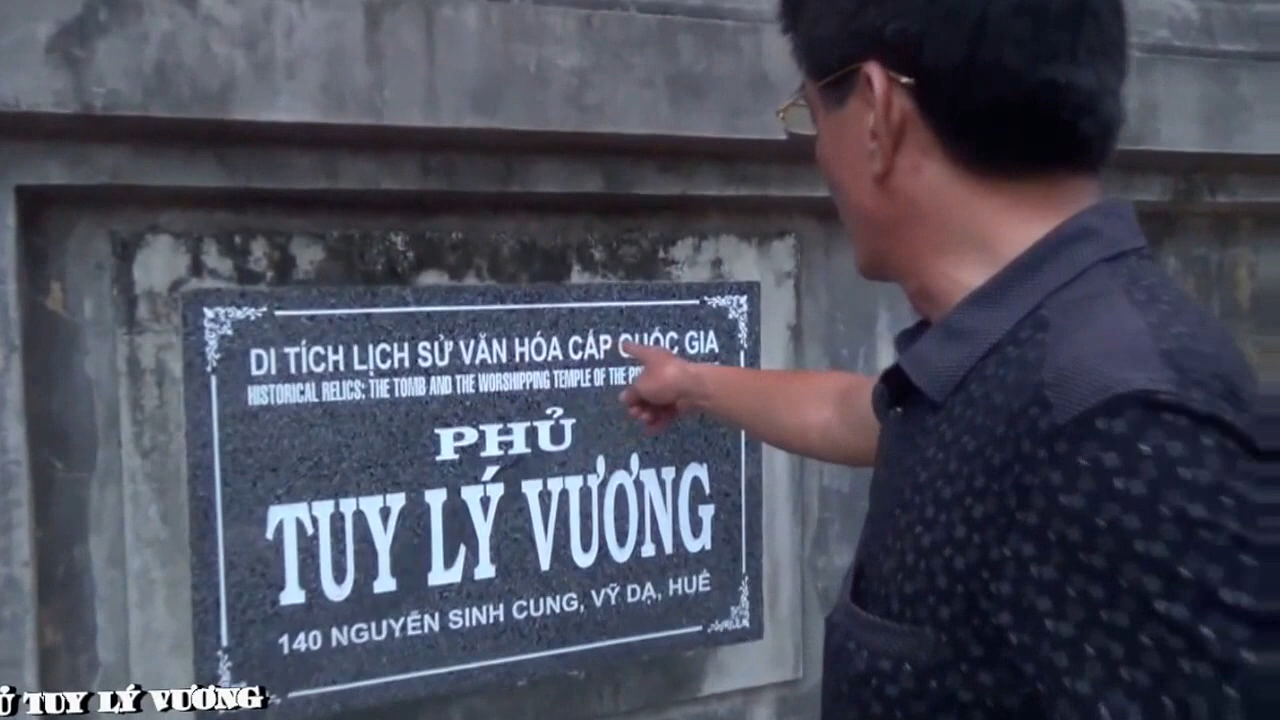 DI TÍCH LỊCH SỬ VĂN HÓA CẤP QUỐC GIA
HISTORICAL RELICS: THE TOMB AND THE WORSHIPPING TEMPLE OF THE
PHỦ
TUY LÝ VƯƠNG
140 NGUYỄN SINH CUNG, VỸ DẠ, HUẾ
Ủ TUY LÝ VƯƠNG